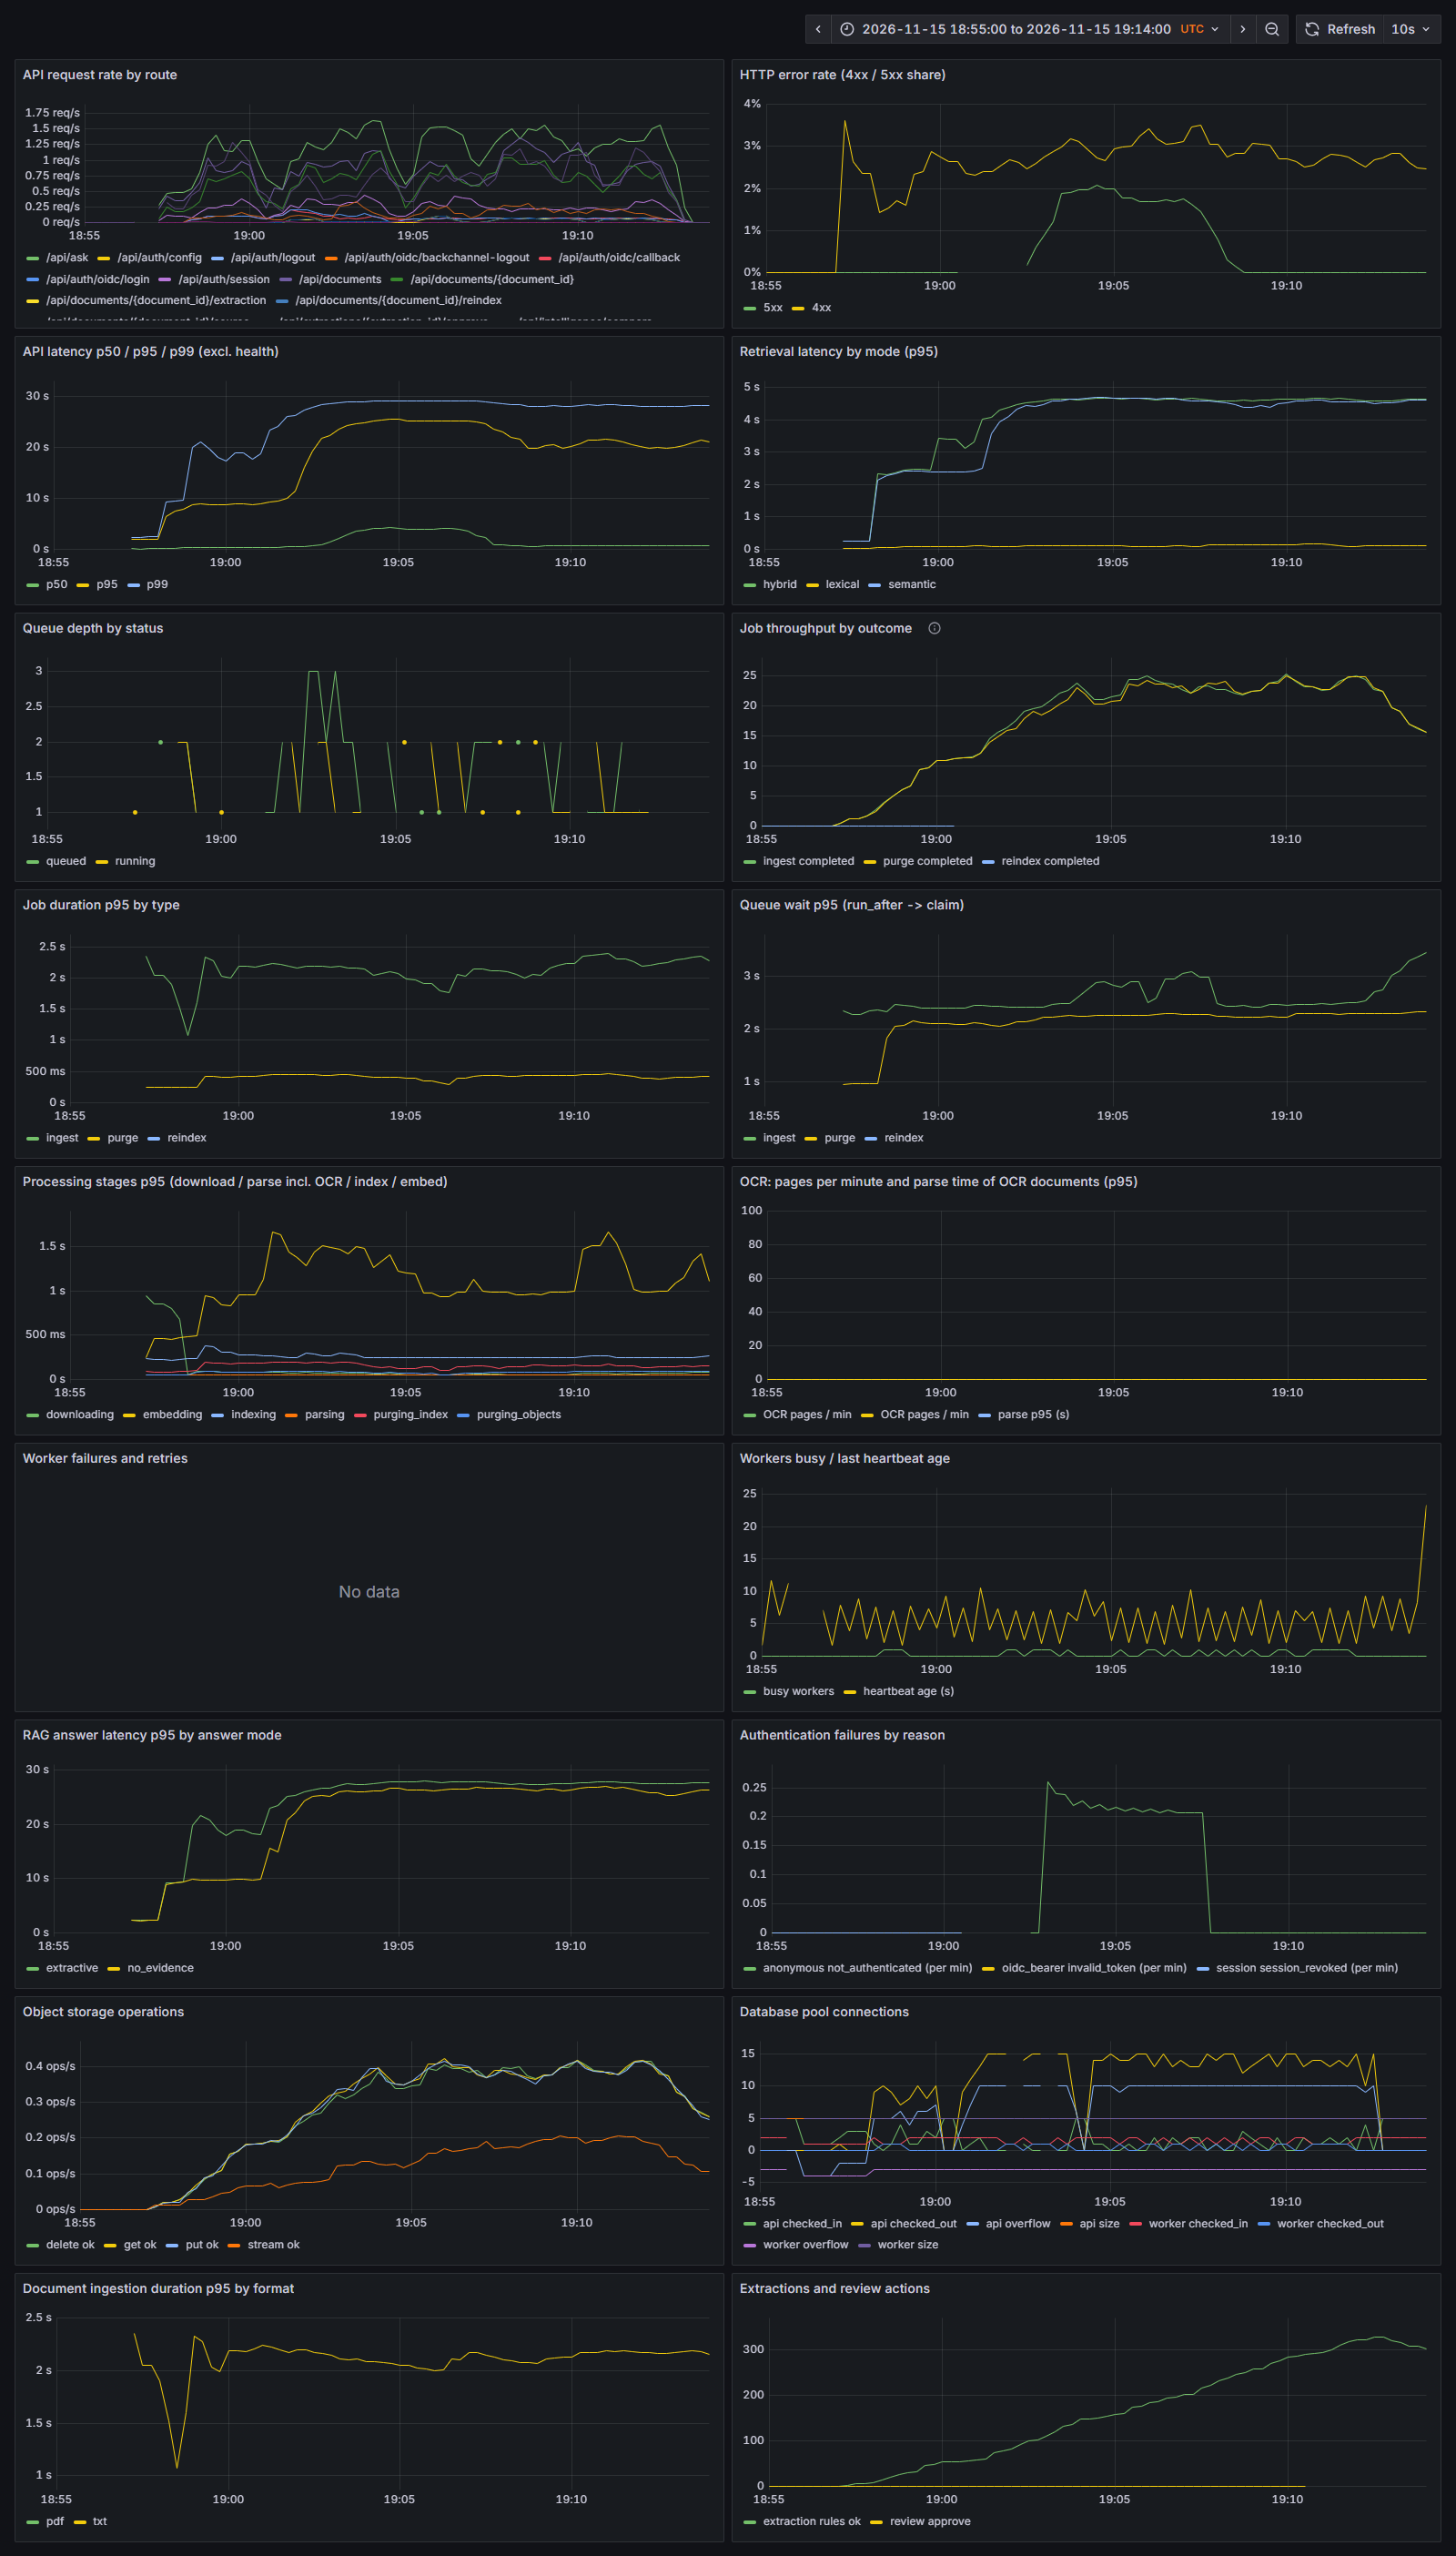 2026-11-15 18:55:00 to 2026-11-15 19:14:00 UTC
Refresh 10s
API request rate by route
1.75 req/s
1.5 req/s
1.25 req/s
1 req/s
0.75 req/s
0.5 req/s
0.25 req/s
0 req/s
18:55 19:00 19:05 19:10
/api/ask /api/auth/config /api/auth/logout /api/auth/oidc/backchannel-logout /api/auth/oidc/callback
/api/auth/oidc/login /api/auth/session /api/documents /api/documents/{document_id}
/api/documents/{document_id}/extraction /api/documents/{document_id}/reindex
HTTP error rate (4xx / 5xx share)
4%
3%
2%
1%
0%
18:55 19:00 19:05 19:10
5xx 4xx
API latency p50 / p95 / p99 (excl. health)
30 s
20 s
10 s
0 s
18:55 19:00 19:05 19:10
p50 p95 p99
Retrieval latency by mode (p95)
5 s
4 s
3 s
2 s
1 s
0 s
18:55 19:00 19:05 19:10
hybrid lexical semantic
Queue depth by status
3
2.5
2
1.5
1
18:55 19:00 19:05 19:10
queued running
Job throughput by outcome
25
20
15
10
5
0
18:55 19:00 19:05 19:10
ingest completed purge completed reindex completed
Job duration p95 by type
2.5 s
2 s
1.5 s
1 s
500 ms
0 s
18:55 19:00 19:05 19:10
ingest purge reindex
Queue wait p95 (run_after -> claim)
3 s
2 s
1 s
18:55 19:00 19:05 19:10
ingest purge reindex
Processing stages p95 (download / parse incl. OCR / index / embed)
1.5 s
1 s
500 ms
0 s
18:55 19:00 19:05 19:10
downloading embedding indexing parsing purging_index purging_objects
OCR: pages per minute and parse time of OCR documents (p95)
100
80
60
40
20
0
18:55 19:00 19:05 19:10
OCR pages / min OCR pages / min parse p95 (s)
Worker failures and retries
No data
Workers busy / last heartbeat age
25
20
15
10
5
0
18:55 19:00 19:05 19:10
busy workers heartbeat age (s)
RAG answer latency p95 by answer mode
30 s
20 s
10 s
0 s
18:55 19:00 19:05 19:10
extractive no_evidence
Authentication failures by reason
0.25
0.2
0.15
0.1
0.05
0
18:55 19:00 19:05 19:10
anonymous not_authenticated (per min) oidc_bearer invalid_token (per min) session session_revoked (per min)
Object storage operations
0.4 ops/s
0.3 ops/s
0.2 ops/s
0.1 ops/s
0 ops/s
18:55 19:00 19:05 19:10
delete ok get ok put ok stream ok
Database pool connections
15
10
5
0
-5
18:55 19:00 19:05 19:10
api checked_in api checked_out api overflow api size worker checked_in worker checked_out
worker overflow worker size
Document ingestion duration p95 by format
2.5 s
2 s
1.5 s
1 s
18:55 19:00 19:05 19:10
pdf txt
Extractions and review actions
300
200
100
0
18:55 19:00 19:05 19:10
extraction rules ok review approve